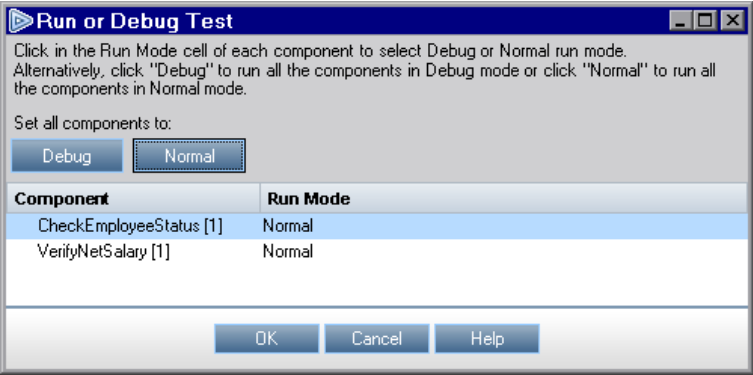 Run or Debug Test
Click in the Run Mode cell of each component to select Debug or Normal run mode.
Alternatively, click "Debug" to run all the components in Debug mode or click "Normal" to run all
the components in Normal mode.
Set all components to:
Debug Normal
Component Run Mode
CheckEmployeeStatus [1] Normal
VerifyNetSalary [1] Normal
OK Cancel Help